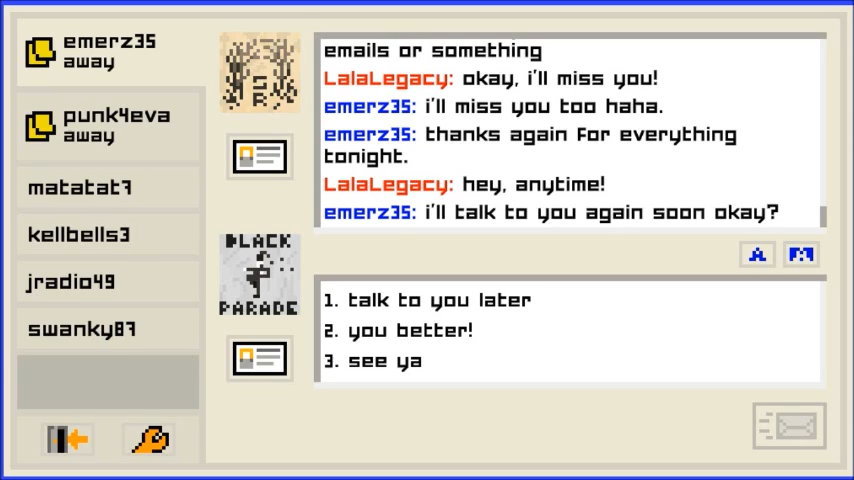 emerz35
away
punk4eva
away
matatat7
kellbells3
jradio49
swanky87
emails or something
LalaLegacy: okay, i'll miss you!
emerz35: i'll miss you too haha.
emerz35: thanks again for everything
tonight.
LalaLegacy: hey, anytime!
emerz35: i'll talk to you again soon okay?
A
BLACK
PARADE
1. talk to you later
2. you better!
3. see ya